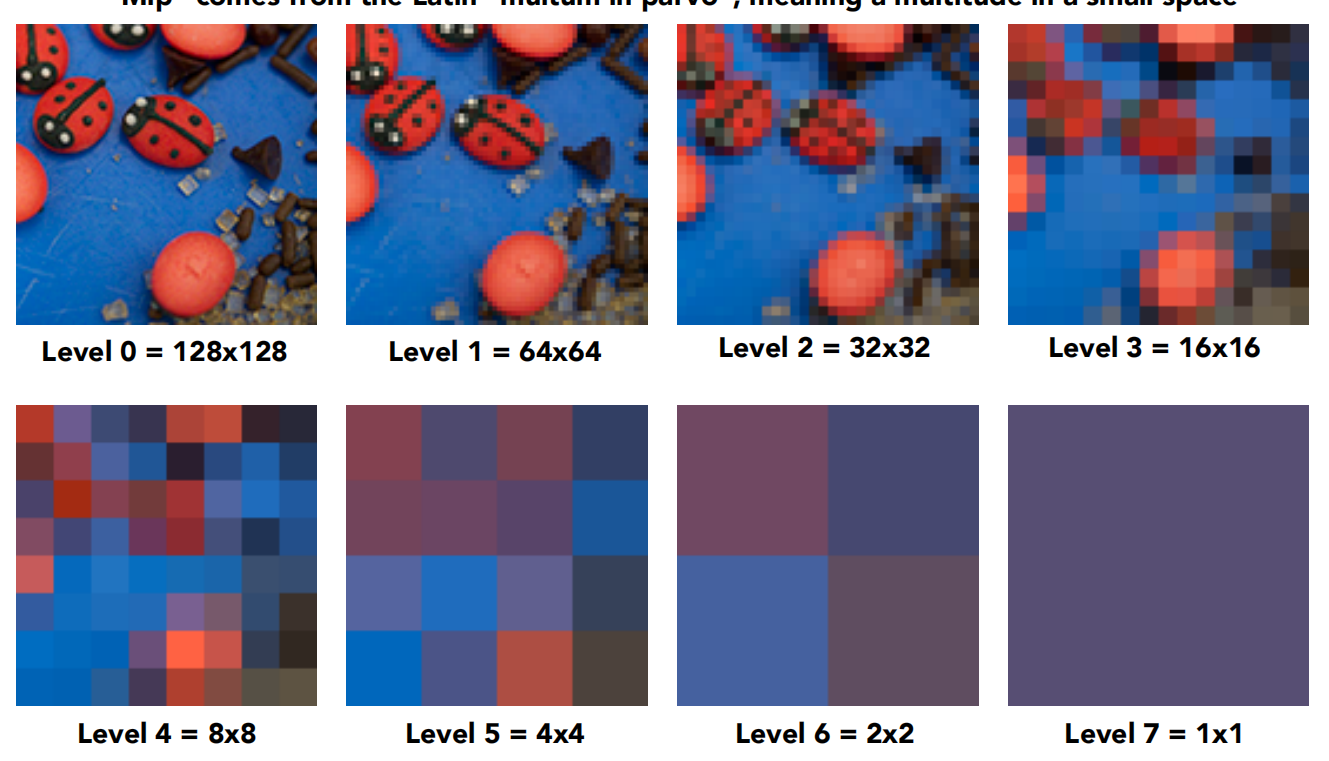 "Mip" comes from the Latin "multum in parvo", meaning a multitude in a small space
Level 0 = 128x128
Level 1 = 64x64
Level 2 = 32x32
Level 3 = 16x16
Level 4 = 8x8
Level 5 = 4x4
Level 6 = 2x2
Level 7 = 1x1